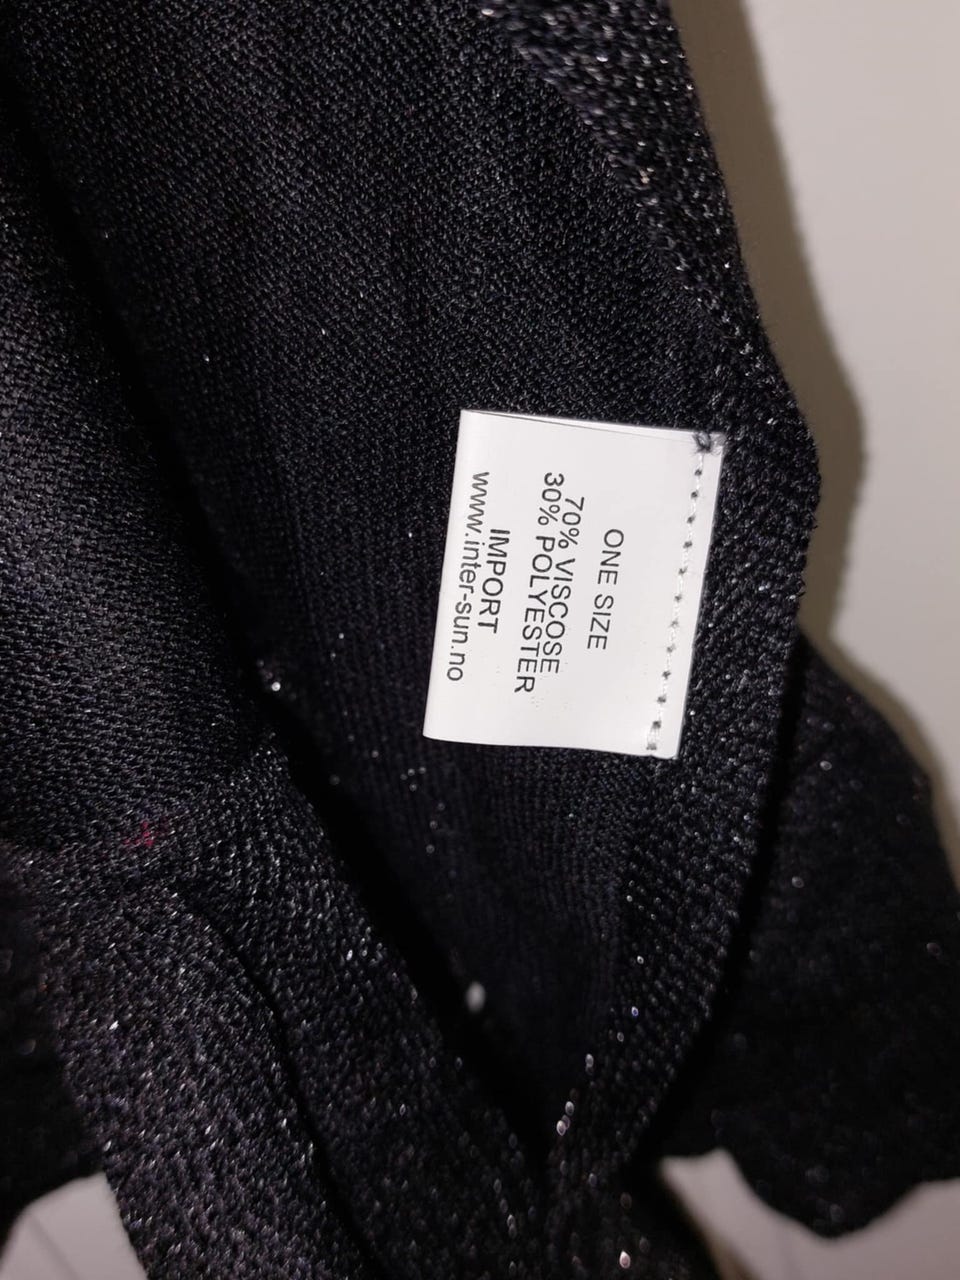 ONE SIZE
70% VISCOSE
30% POLYESTER
IMPORT
www.inter-sun.no